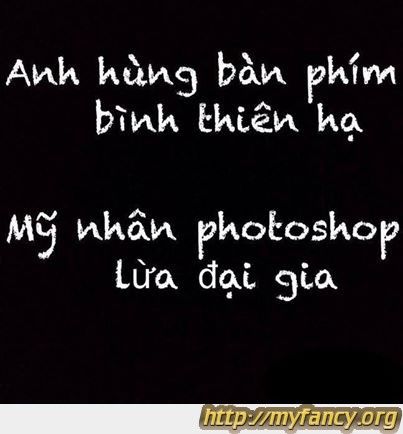 Anh hùng bàn phím
bình thiên hạ
Mỹ nhân photoshop
lừa đại gia
http://myfancy.org